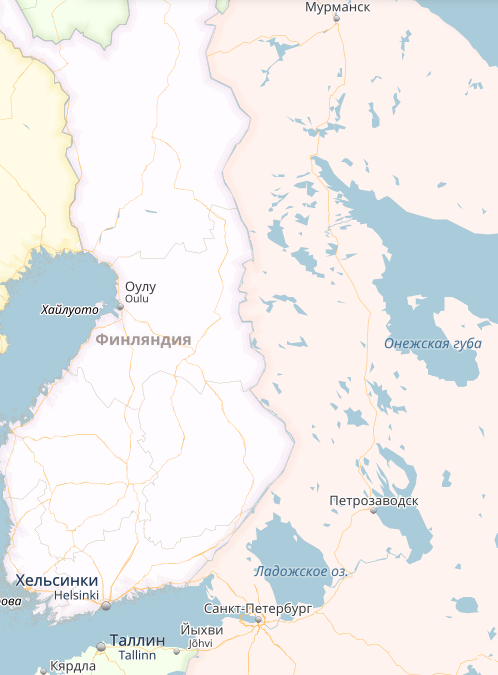 Мурманск
Оулу
Oulu
Хайлуото
Финляндия
Онежская губа
Петрозаводск
Ладожское оз.
Хельсинки
Helsinki
рова
Санкт-Петербург
Таллин
Tallinn
Йыхви
Jõhvi
Кярдла